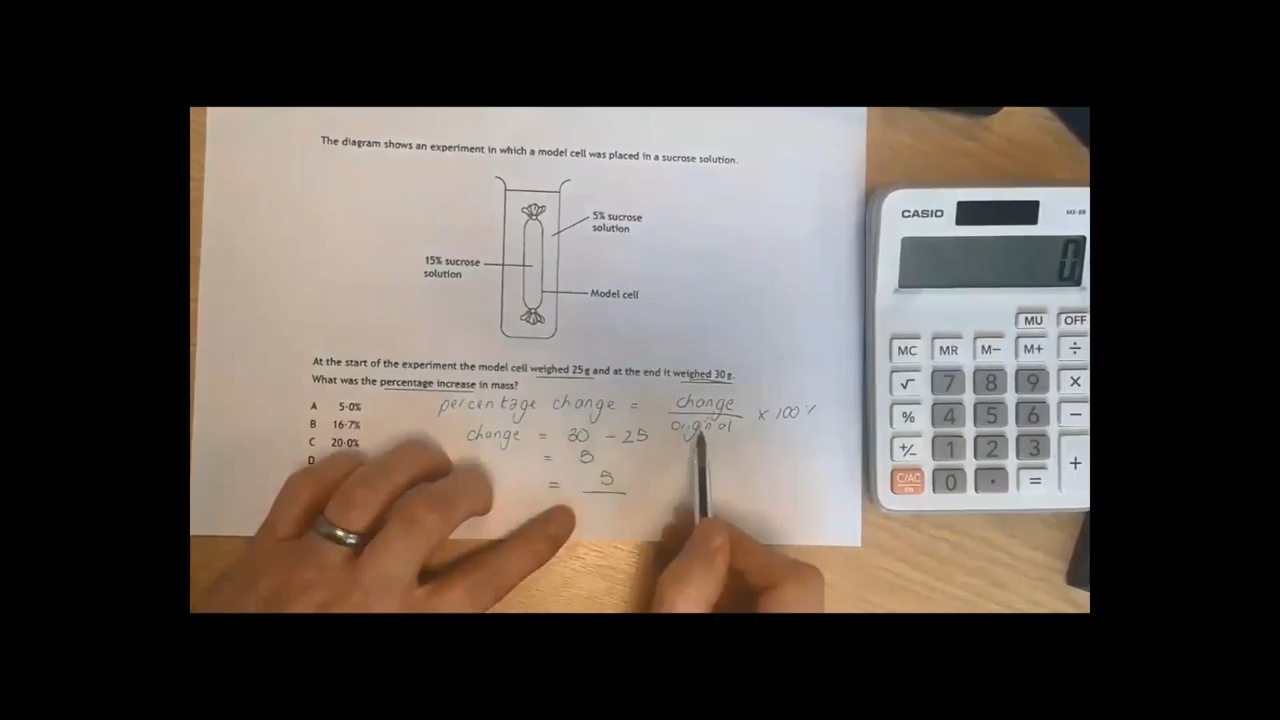 The diagram shows an experiment in which a model cell was placed in a sucrose solution.
5% sucrose
solution
15% sucrose
solution
Model cell
At the start of the experiment the model cell weighed 25 g and at the end it weighed 30 g.
What was the percentage increase in mass?
A 5·0%
B 16·7%
C 20·0%
D
percentage change = change
original
× 100%
change = 30 - 25
= 5
= 5
CASIO
0
MU OFF
MC MR M− M+ ÷
√ 7 8 9 ×
% 4 5 6 −
+/− 1 2 3 +
C/AC 0 · =